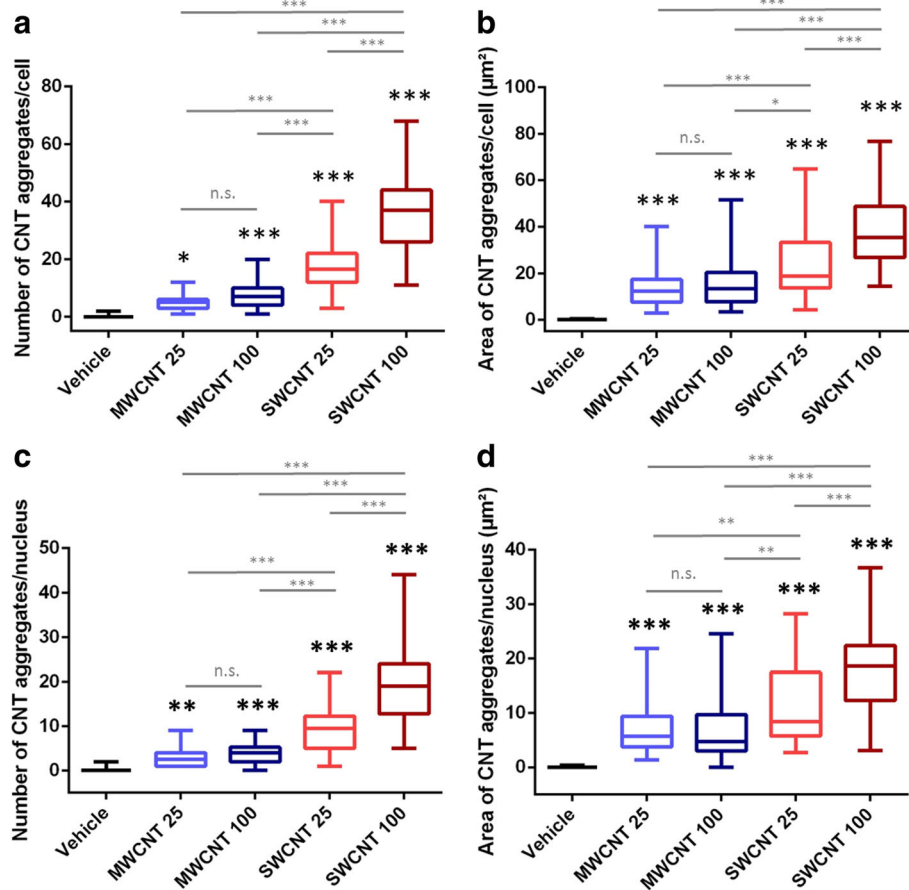 a
***
***
***
***
***
n.s.
***
***
***
*
Number of CNT aggregates/cell
80
60
40
20
0
Vehicle
MWCNT 25
MWCNT 100
SWCNT 25
SWCNT 100
b
***
***
***
***
*
n.s.
***
***
***
***
Area of CNT aggregates/cell (µm²)
100
80
60
40
20
0
Vehicle
MWCNT 25
MWCNT 100
SWCNT 25
SWCNT 100
c
***
***
***
***
***
n.s.
***
***
**
***
Number of CNT aggregates/nucleus
50
40
30
20
10
0
Vehicle
MWCNT 25
MWCNT 100
SWCNT 25
SWCNT 100
d
***
***
***
**
**
n.s.
***
***
***
***
Area of CNT aggregates/nucleus (µm²)
40
30
20
10
0
Vehicle
MWCNT 25
MWCNT 100
SWCNT 25
SWCNT 100